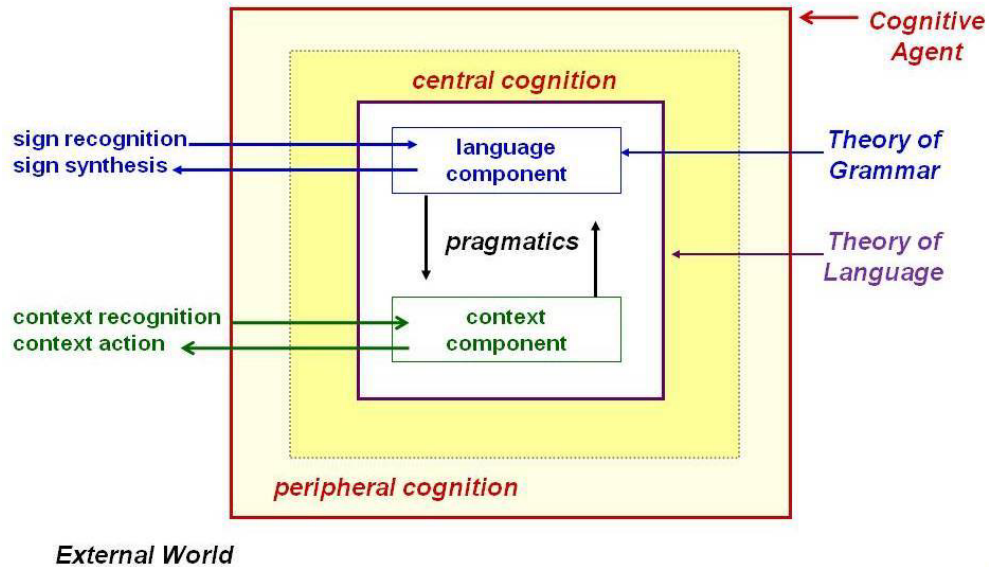 Cognitive
Agent
central cognition
sign recognition
sign synthesis
language
component
Theory of
Grammar
pragmatics
Theory of
Language
context recognition
context action
context
component
peripheral cognition
External World